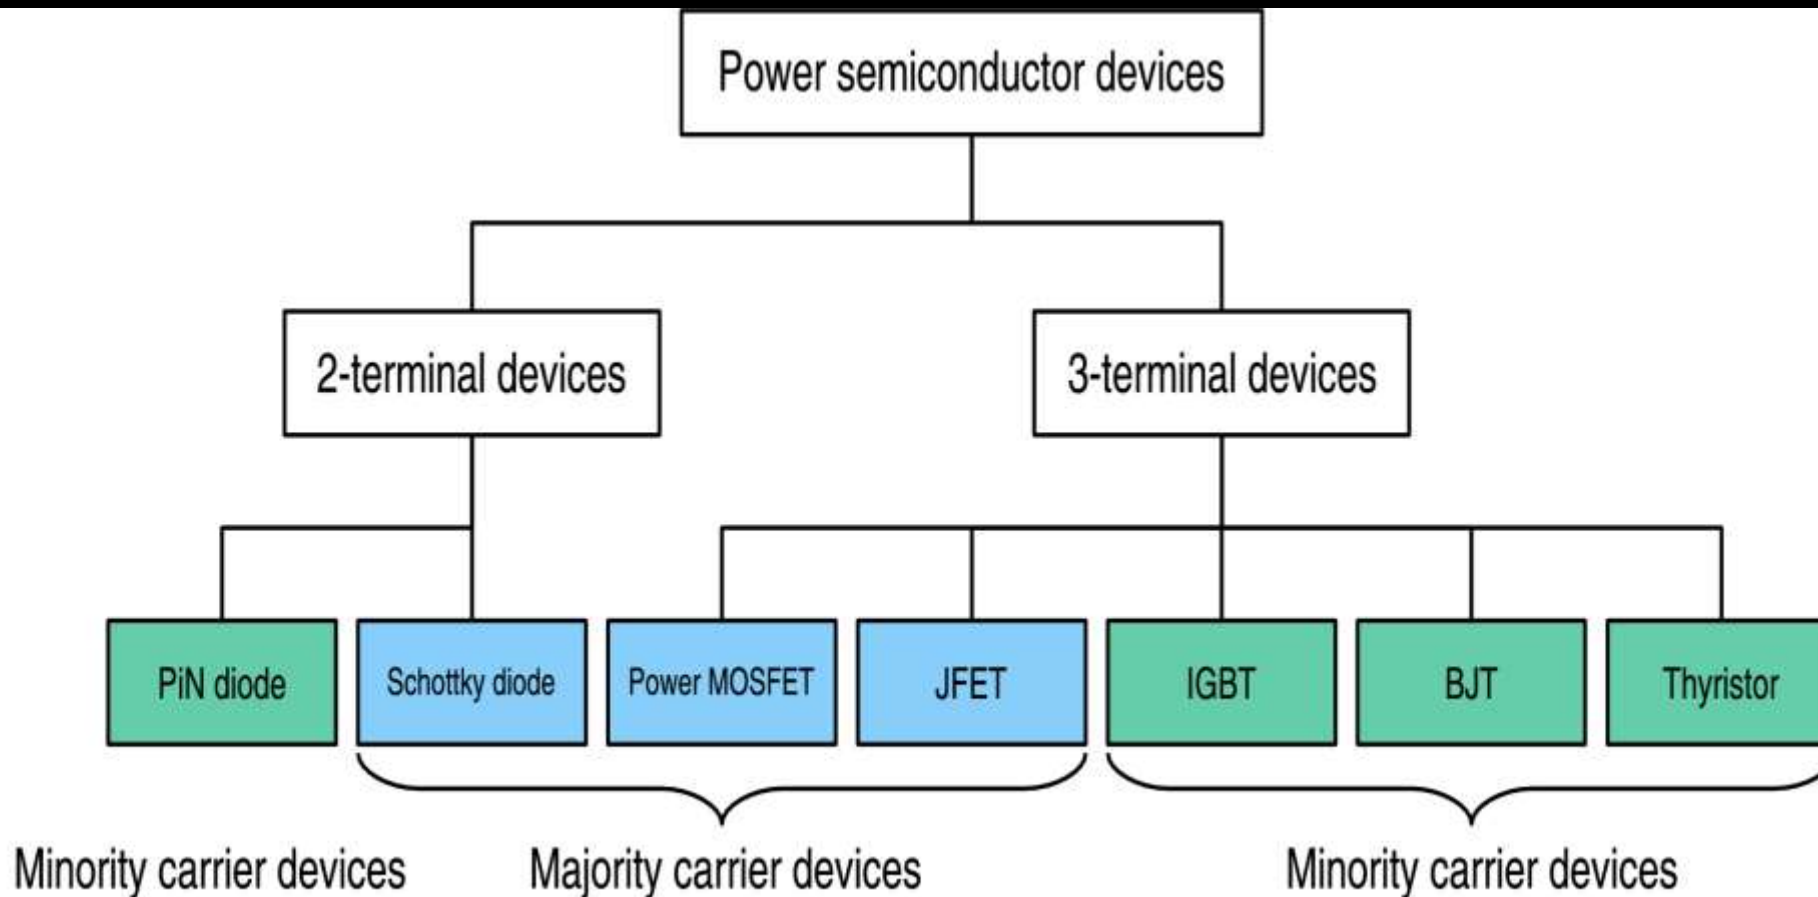 Power semiconductor devices
2-terminal devices
3-terminal devices
PiN diode
Schottky diode
Power MOSFET
JFET
IGBT
BJT
Thyristor
Minority carrier devices
Majority carrier devices
Minority carrier devices